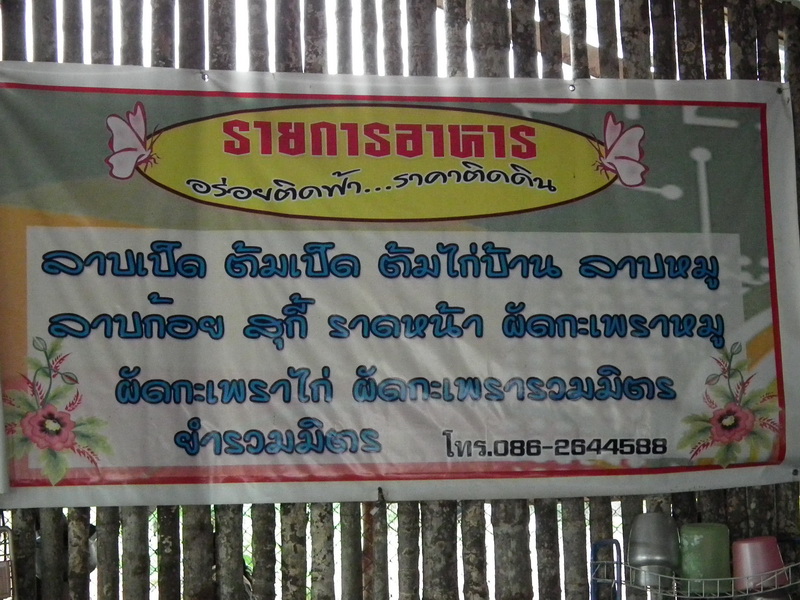 รายการอาหาร
อร่อยติดฟ้า...ราคาติดดิน
ลาบเป็ด ต้มเป็ด ต้มไก่บ้าน ลาบหมู
ลาบก้อย สุกี้ ราดหน้า ผัดกะเพราหมู
ผัดกะเพราไก่ ผัดกะเพรารวมมิตร
ยำรวมมิตร โทร.086-2644588